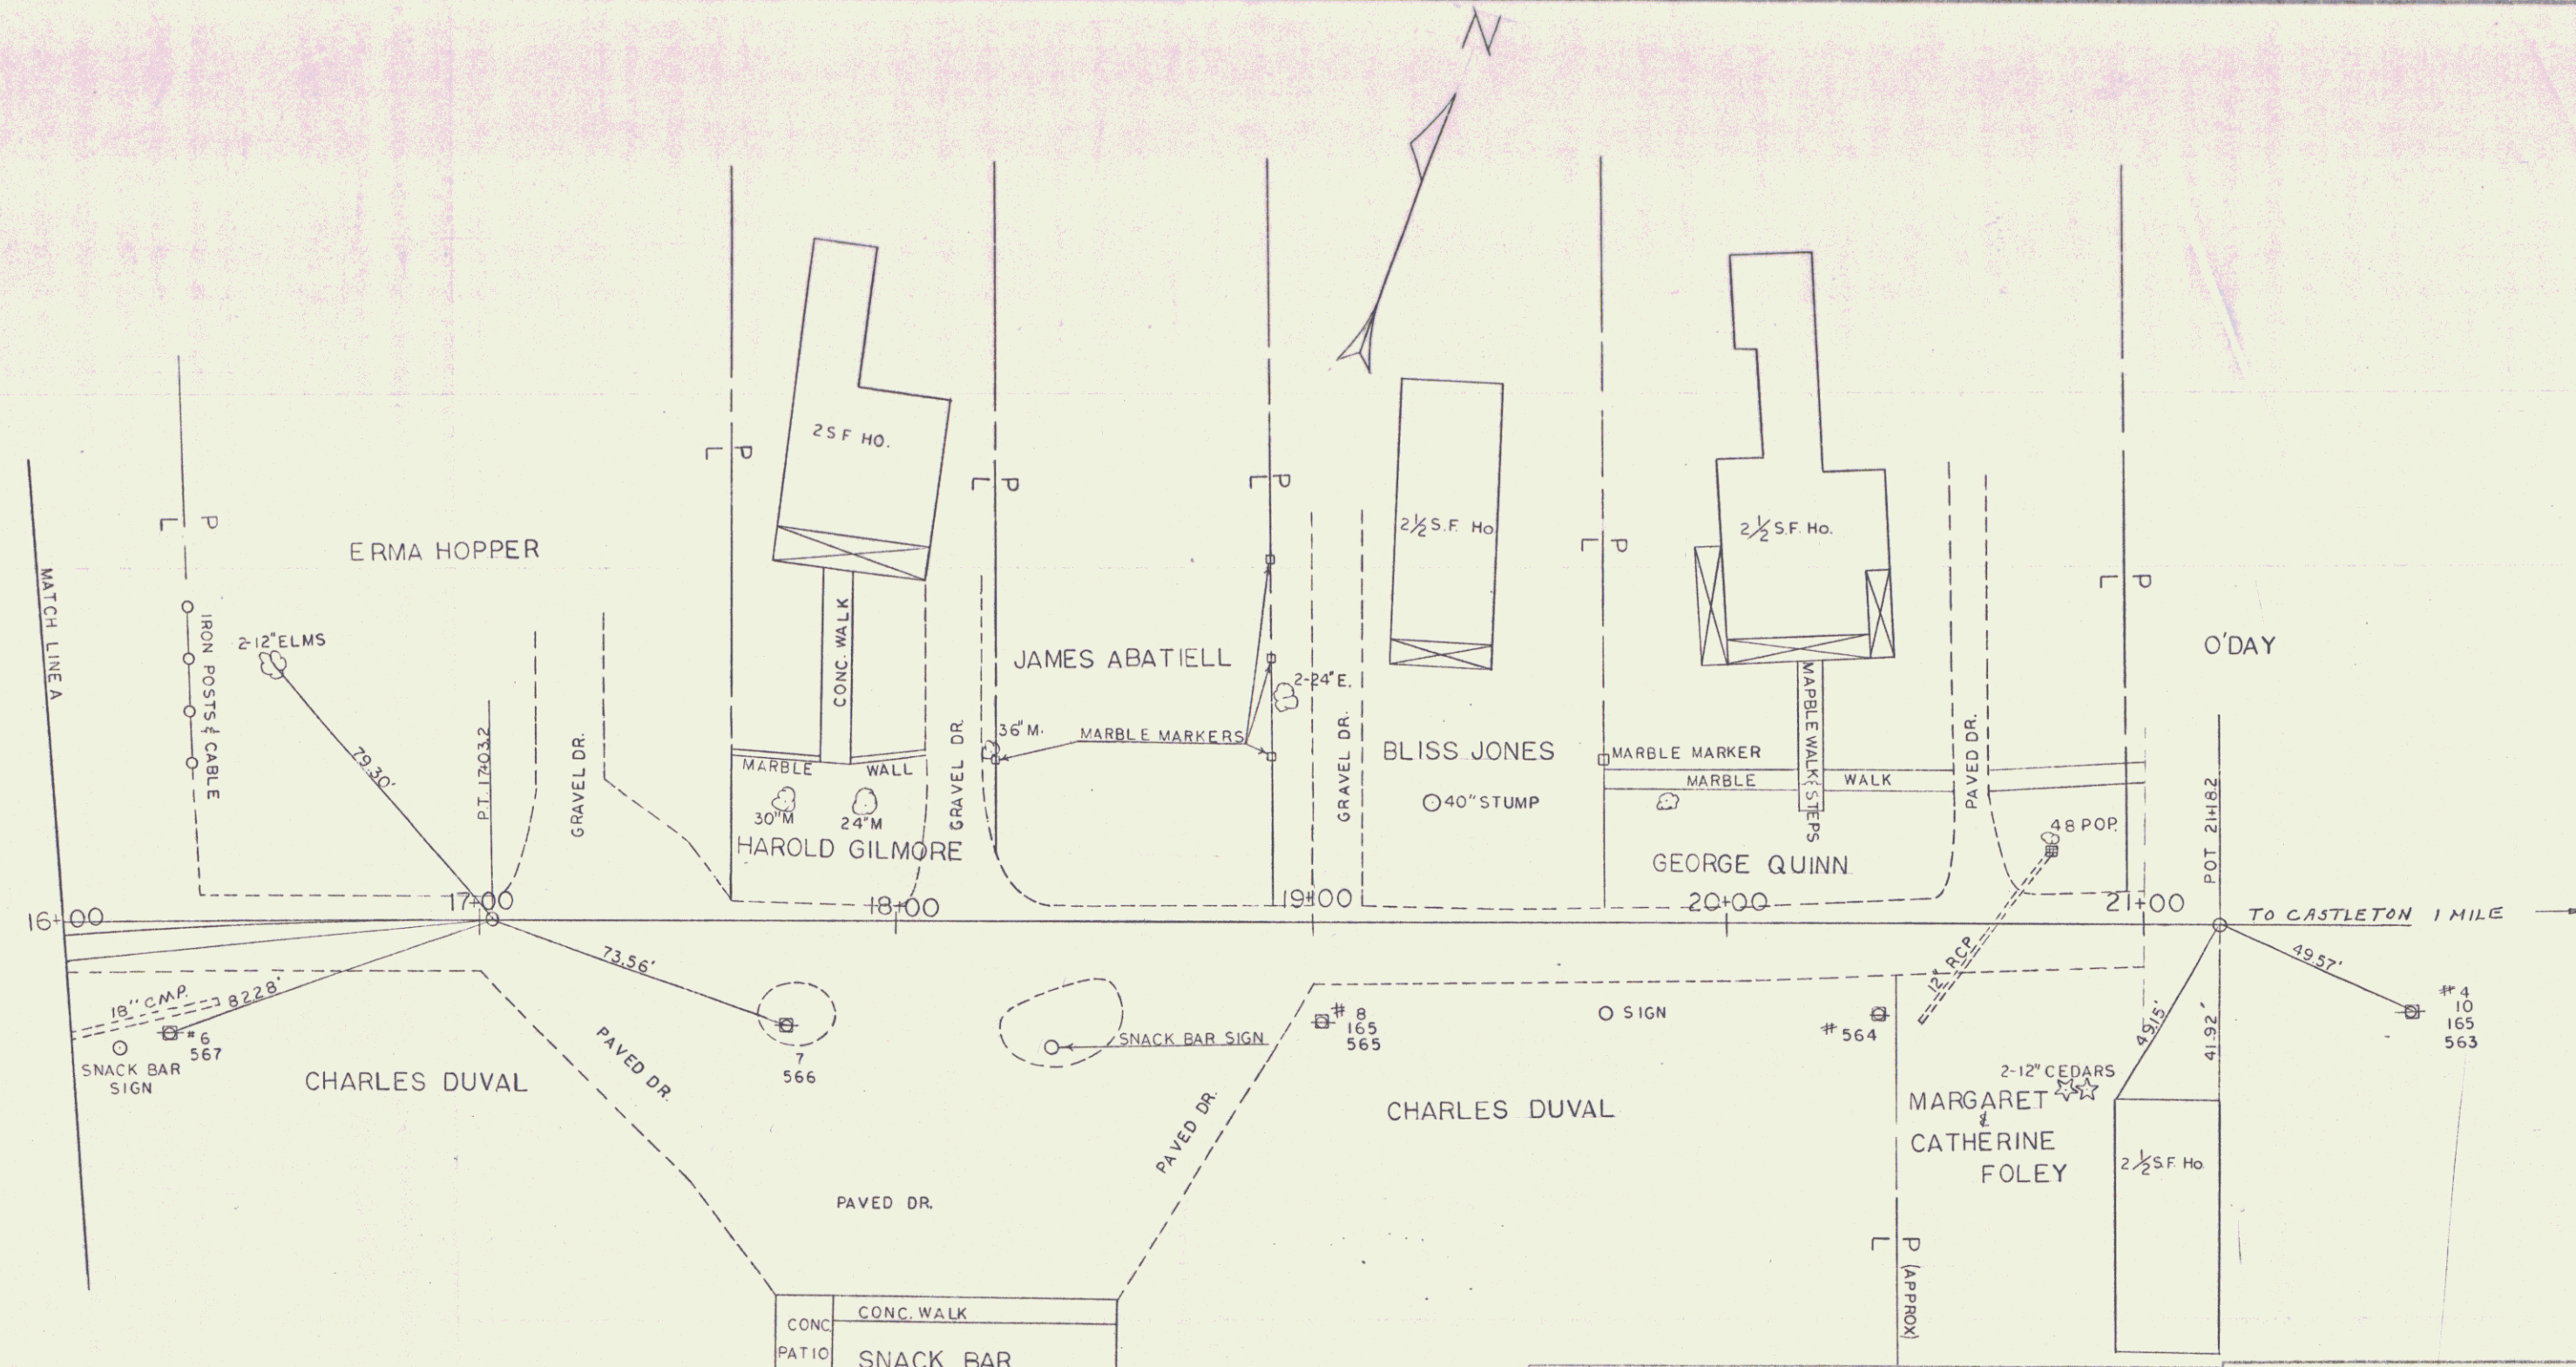 N
P
L
P
L
P
L
P
L
P
L
P
L
2 S F HO.
2½ S.F. Ho
2½ S.F. Ho.
MATCH LINE A
ERMA HOPPER
IRON POSTS & CABLE
2-12" ELMS
79.30'
P.T. 17+03.2
GRAVEL DR.
CONC. WALK
MARBLE WALL
30"M
24"M
HAROLD GILMORE
GRAVEL DR.
36"M.
JAMES ABATIELL
MARBLE MARKERS
2-24"E.
GRAVEL DR.
BLISS JONES
40" STUMP
MARBLE MARKER
MARBLE WALK
MAPBLE WALK & STEPS
GEORGE QUINN
PAVED DR.
48 POP.
O'DAY
POT 21+18.2
16+00
17+00
18+00
19+00
20+00
21+00
TO CASTLETON 1 MILE
18" CMP.
82.28'
#6
567
SNACK BAR
SIGN
CHARLES DUVAL
73.56'
7
566
PAVED DR.
SNACK BAR SIGN
PAVED DR.
PAVED DR.
# 8
165
565
SIGN
#564
12" RCP
CHARLES DUVAL
2-12" CEDARS
MARGARET
&
CATHERINE
FOLEY
49.15'
41.92'
49.57'
#4
10
165
563
2½ S.F. Ho
P
L
(APPROX)
CONC. WALK
CONC.
PATIO
SNACK BAR